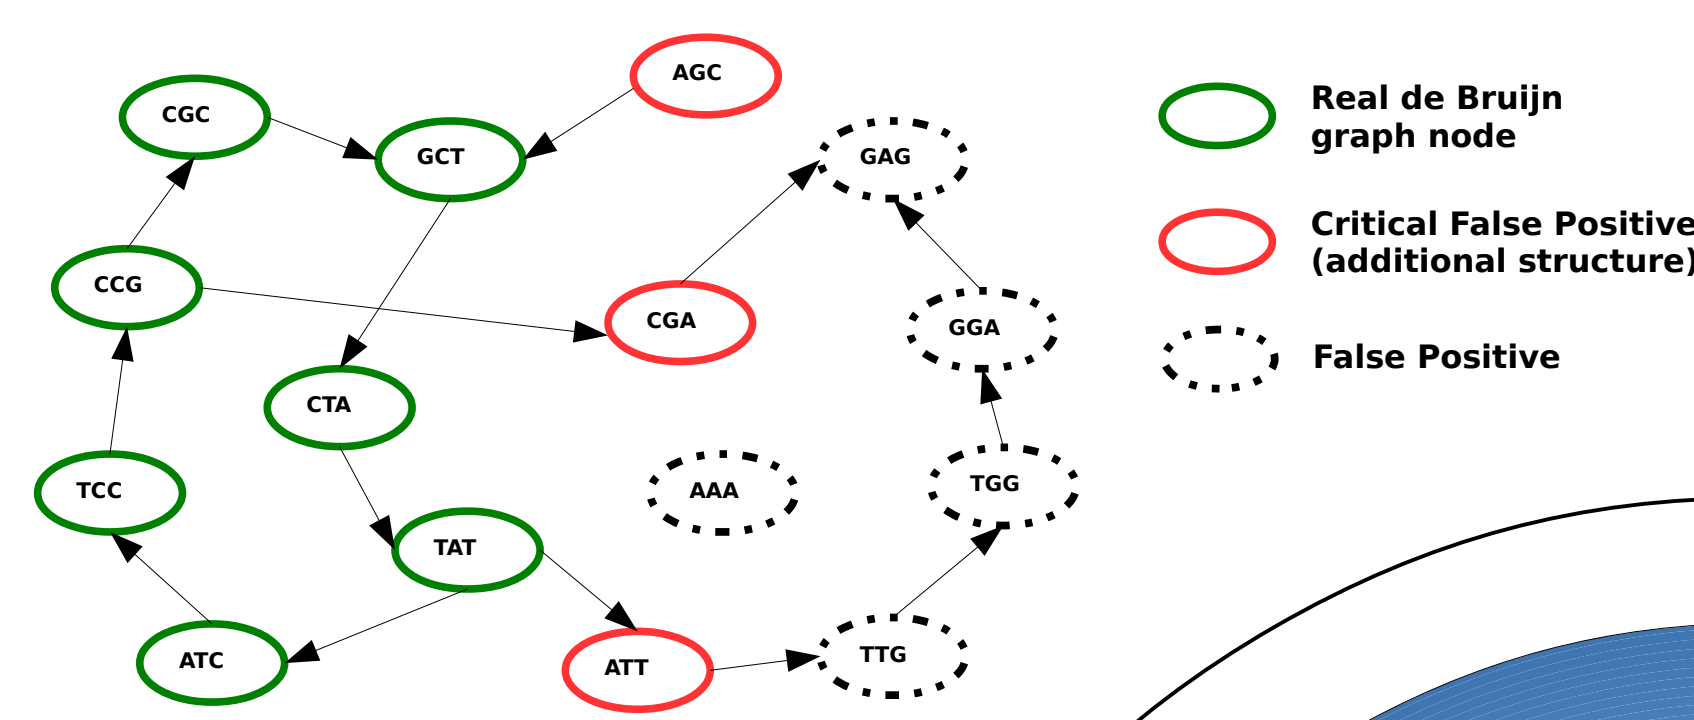 AGC
CGC
GCT
GAG
CCG
CGA
GGA
CTA
TCC
AAA
TGG
TAT
ATC
ATT
TTG
Real de Bruijn
graph node
Critical False Positive
(additional structure)
False Positive